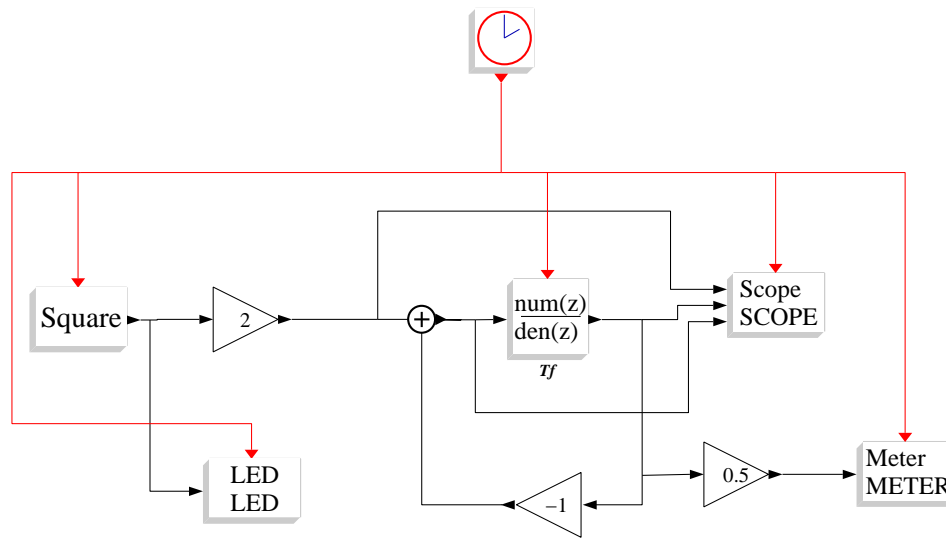 Square
2
+
num(z)
den(z)
Tf
Scope
SCOPE
LED
LED
−1
0.5
Meter
METER